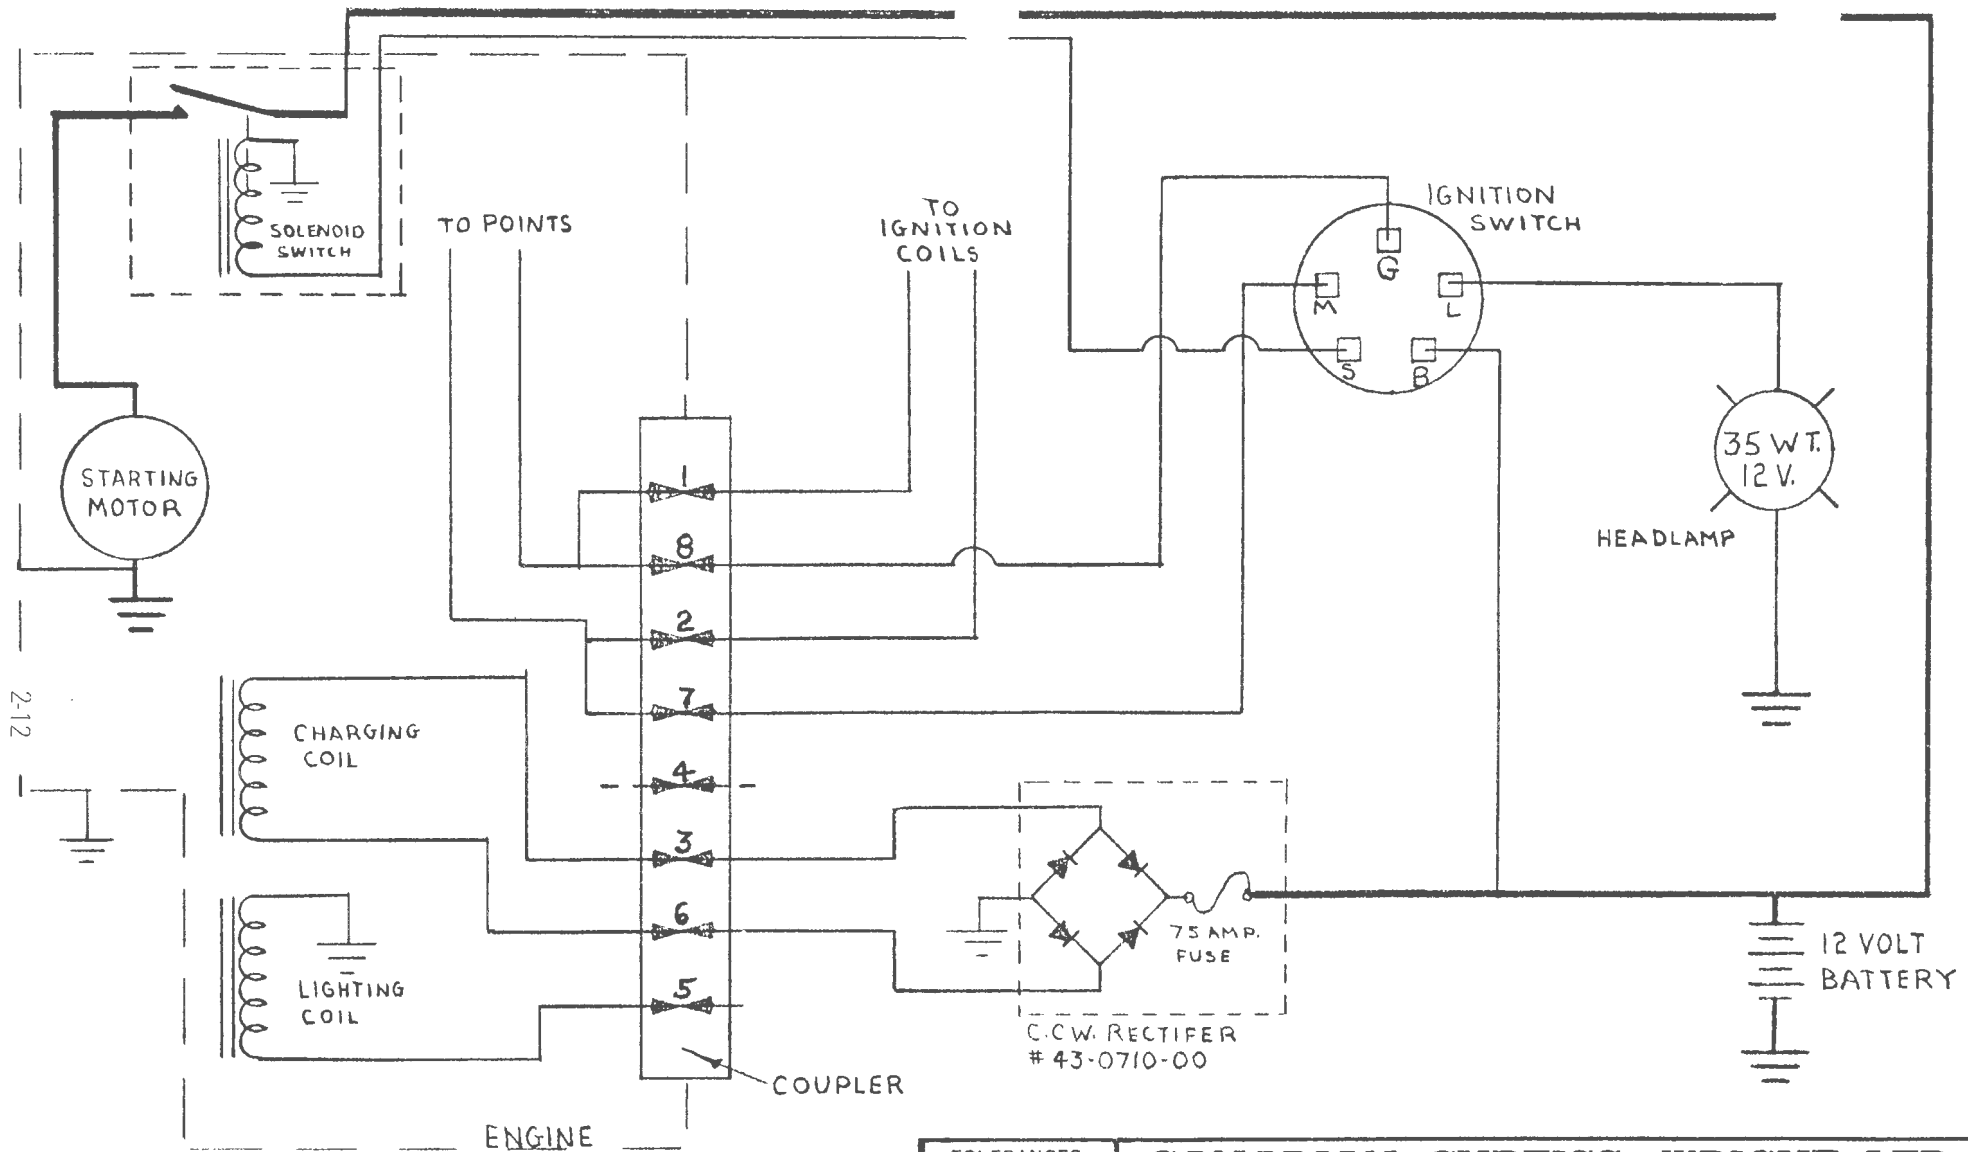 SOLENOID
SWITCH
TO POINTS
TO
IGNITION
COILS
IGNITION
SWITCH
G
M
L
S
B
STARTING
MOTOR
35 WT.
12 V.
HEADLAMP
1
8
2
7
4
3
6
5
2-12
CHARGING
COIL
LIGHTING
COIL
75 AMP.
FUSE
C.C.W. RECTIFER
# 43-0710-00
12 VOLT
BATTERY
COUPLER
ENGINE
TOLERANCES